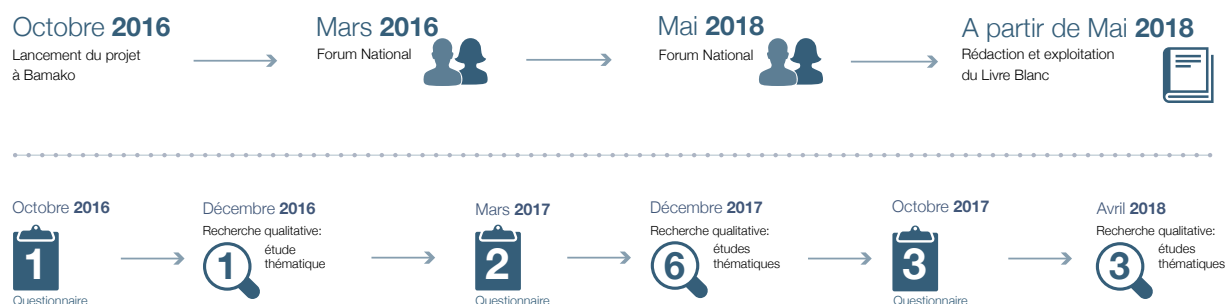 Octobre 2016
Lancement du projet
à Bamako
Mars 2016
Forum National
Mai 2018
Forum National
A partir de Mai 2018
Rédaction et exploitation
du Livre Blanc
Octobre 2016
1
Questionnaire
Décembre 2016
Recherche qualitative:
1
étude
thématique
Mars 2017
2
Questionnaire
Décembre 2017
Recherche qualitative:
6
études
thématiques
Octobre 2017
3
Questionnaire
Avril 2018
Recherche qualitative:
3
études
thématiques